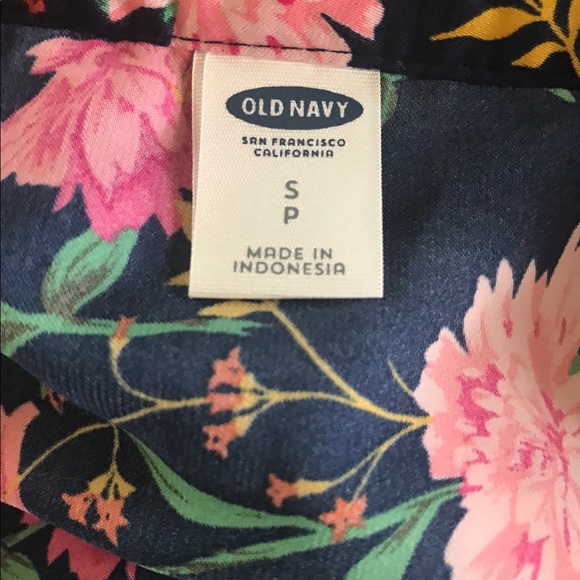 OLD NAVY
SAN FRANCISCO
CALIFORNIA
S
P
MADE IN
INDONESIA